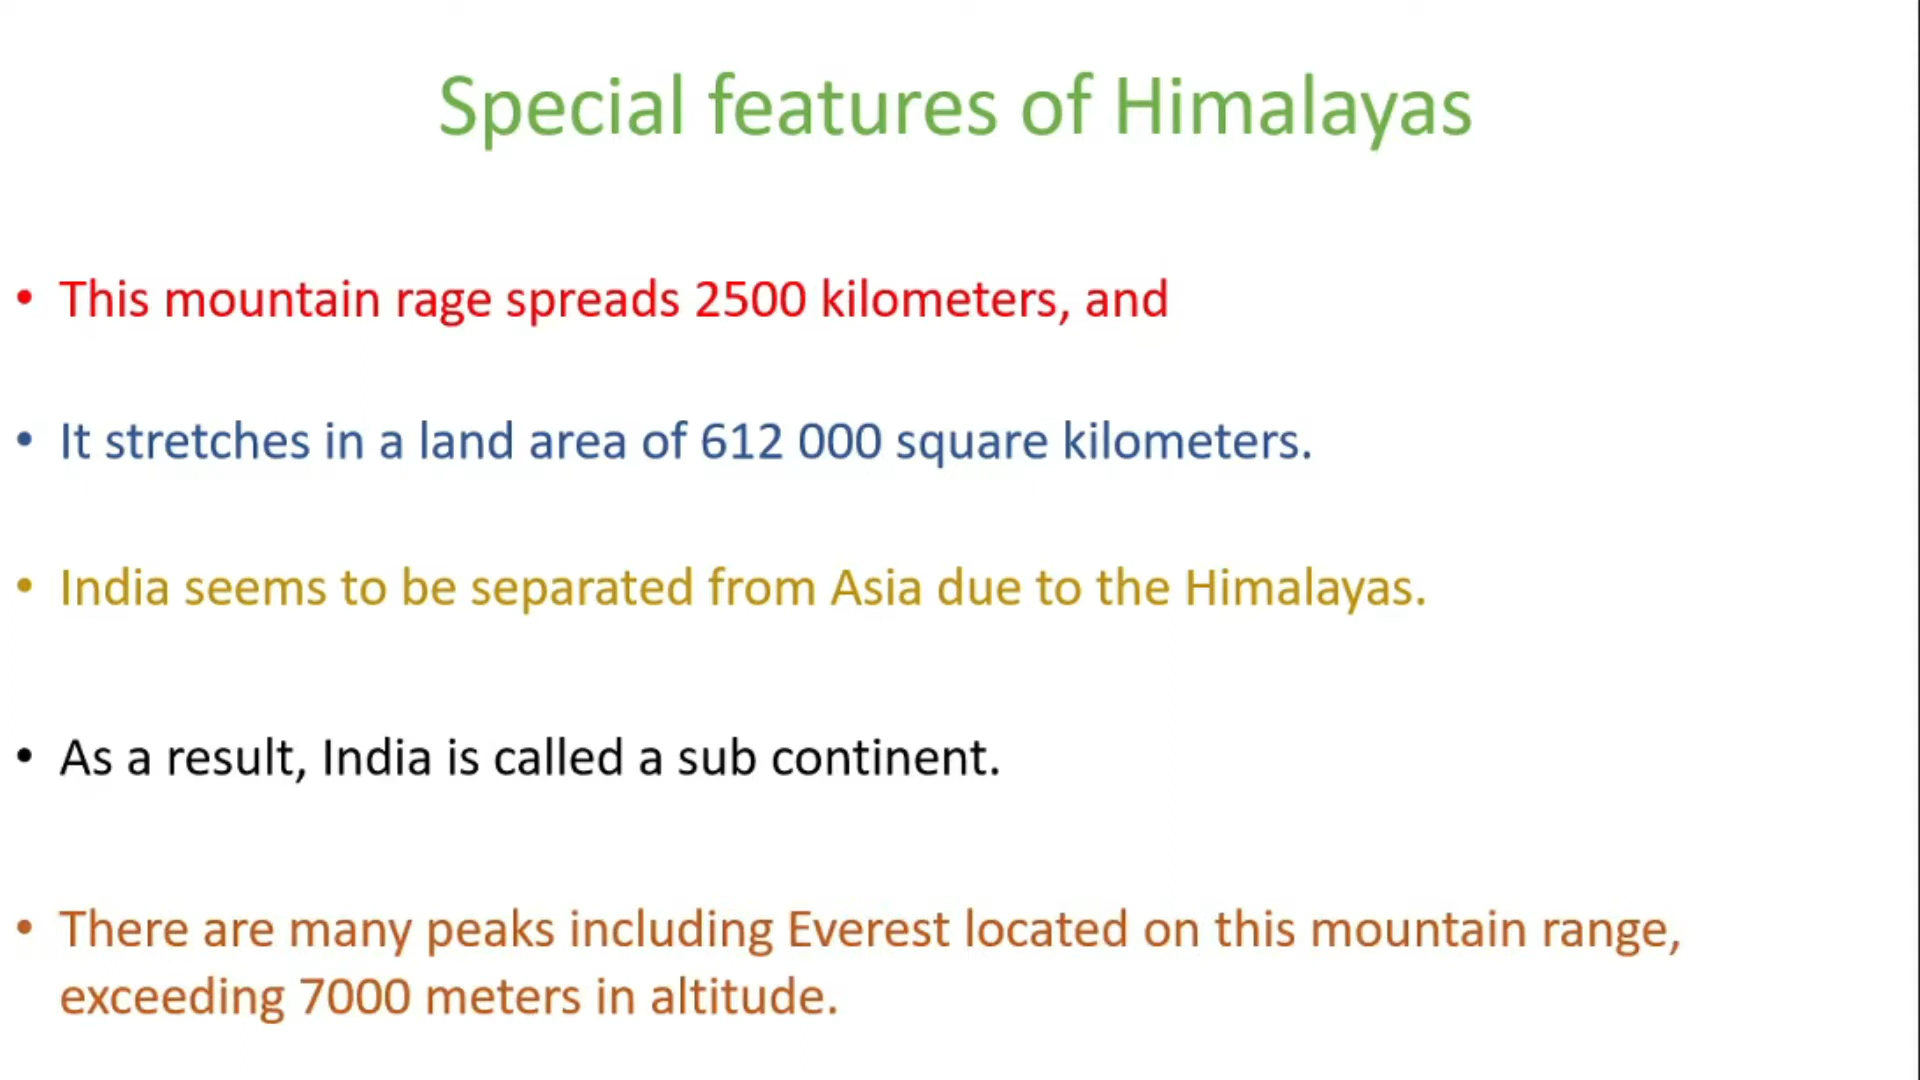 Special features of Himalayas
• This mountain rage spreads 2500 kilometers, and
• It stretches in a land area of 612 000 square kilometers.
• India seems to be separated from Asia due to the Himalayas.
• As a result, India is called a sub continent.
• There are many peaks including Everest located on this mountain range,
exceeding 7000 meters in altitude.